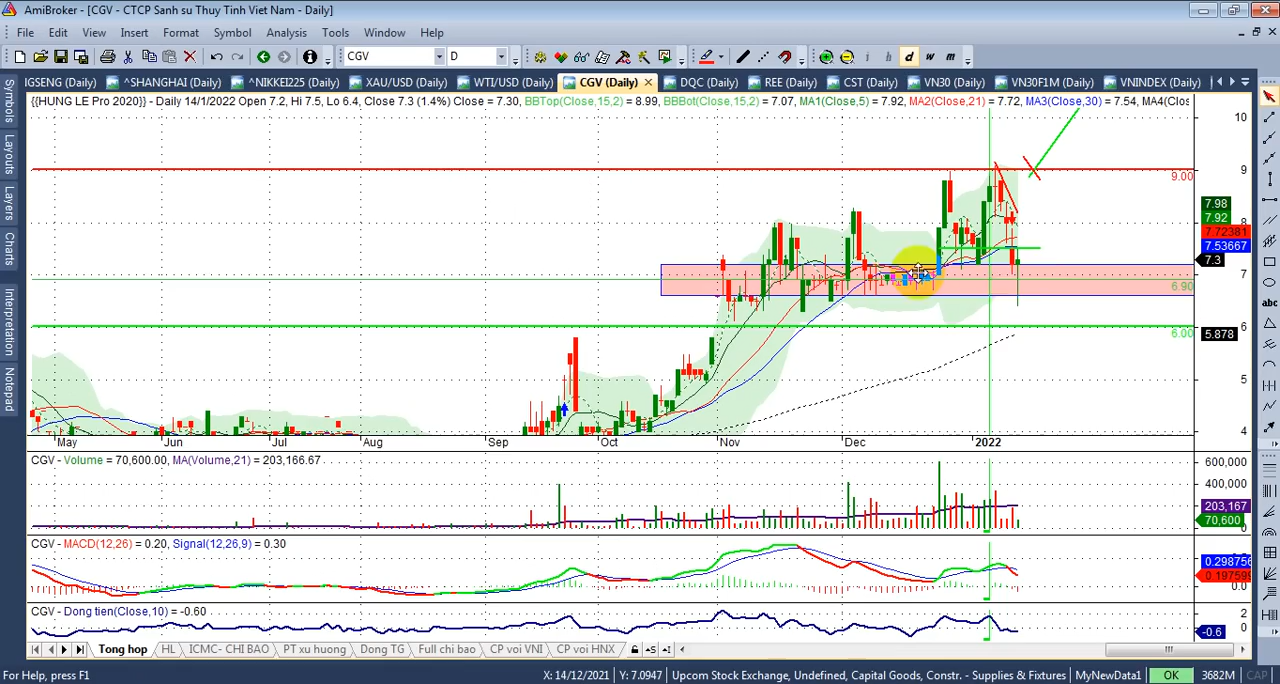 AmiBroker - [CGV - CTCP Sanh su Thuy Tinh Viet Nam - Daily]
File Edit View Insert Format Symbol Analysis Tools Window Help
CGV D i h d w m
IGSENG (Daily) ^SHANGHAI (Daily) ^NIKKEI225 (Daily) XAU/USD (Daily) WTI/USD (Daily) CGV (Daily) DQC (Daily) REE (Daily) CST (Daily) VN30 (Daily) VN30F1M (Daily) VNINDEX (Daily)
{{HUNG LE Pro 2020}} - Daily 14/1/2022 Open 7.2, Hi 7.5, Lo 6.4, Close 7.3 (1.4%) Close = 7.30, BBTop(Close,15,2) = 8.99, BBBot(Close,15,2) = 7.07, MA1(Close,5) = 7.92, MA2(Close,21) = 7.72, MA3(Close,30) = 7.54, MA4(Clos
Symbols
Layouts
Layers
Charts
Interpretation
Notepad
abc
10
9
9.00
8
7.98
7.92
7.72381
7.53667
7.3
7
6.90
6
6.00
5.878
5
4
May Jun Jul Aug Sep Oct Nov Dec 2022
CGV - Volume = 70,600.00, MA(Volume,21) = 203,166.67
600,000
400,000
203,167
70,600
CGV - MACD(12,26) = 0.20, Signal(12,26,9) = 0.30
0.298756
0.197599
0.0
CGV - Dong tien(Close,10) = -0.60
2
0
-0.6
Tong hop HL ICMC- CHI BAO PT xu huong Dong TG Full chi bao CP voi VNI CP voi HNX
For Help, press F1 X: 14/12/2021 Y: 7.0947 Upcom Stock Exchange, Undefined, Capital Goods, Constr. - Supplies & Fixtures MyNewData1 OK 3682M CAP